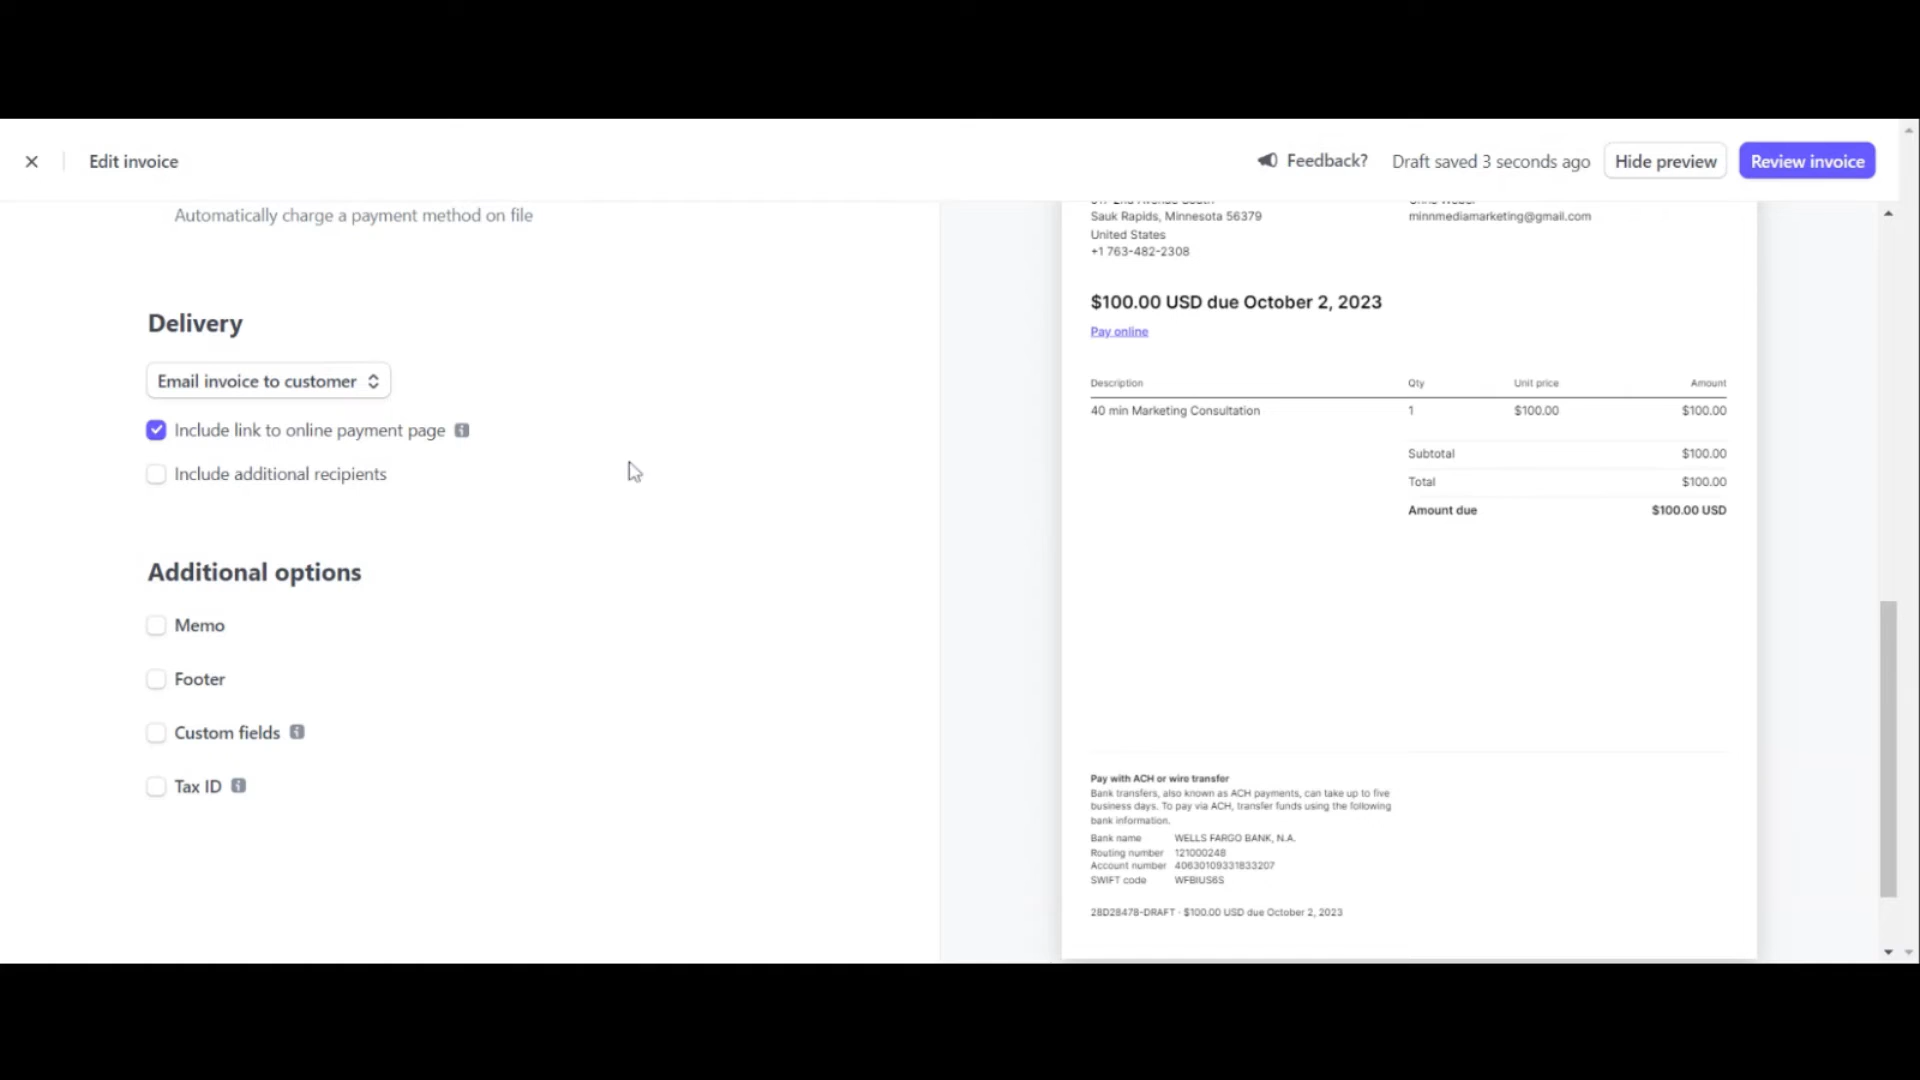 Edit invoice
Feedback?
Draft saved 3 seconds ago
Hide preview
Review invoice
Automatically charge a payment method on file
Delivery
Email invoice to customer
Include link to online payment page
Include additional recipients
Additional options
Memo
Footer
Custom fields
Tax ID
Sauk Rapids, Minnesota 56379
United States
+1 763-482-2308
minnmediamarketing@gmail.com
$100.00 USD due October 2, 2023
Pay online
Description Qty Unit price Amount
40 min Marketing Consultation 1 $100.00 $100.00
Subtotal $100.00
Total $100.00
Amount due $100.00 USD
Pay with ACH or wire transfer
Bank transfers, also known as ACH payments, can take up to five
business days. To pay via ACH, transfer funds using the following
bank information.
Bank name WELLS FARGO BANK, N.A.
Routing number 121000248
Account number 40630109331833207
SWIFT code WFBIUS6S
28D28478-DRAFT · $100.00 USD due October 2, 2023